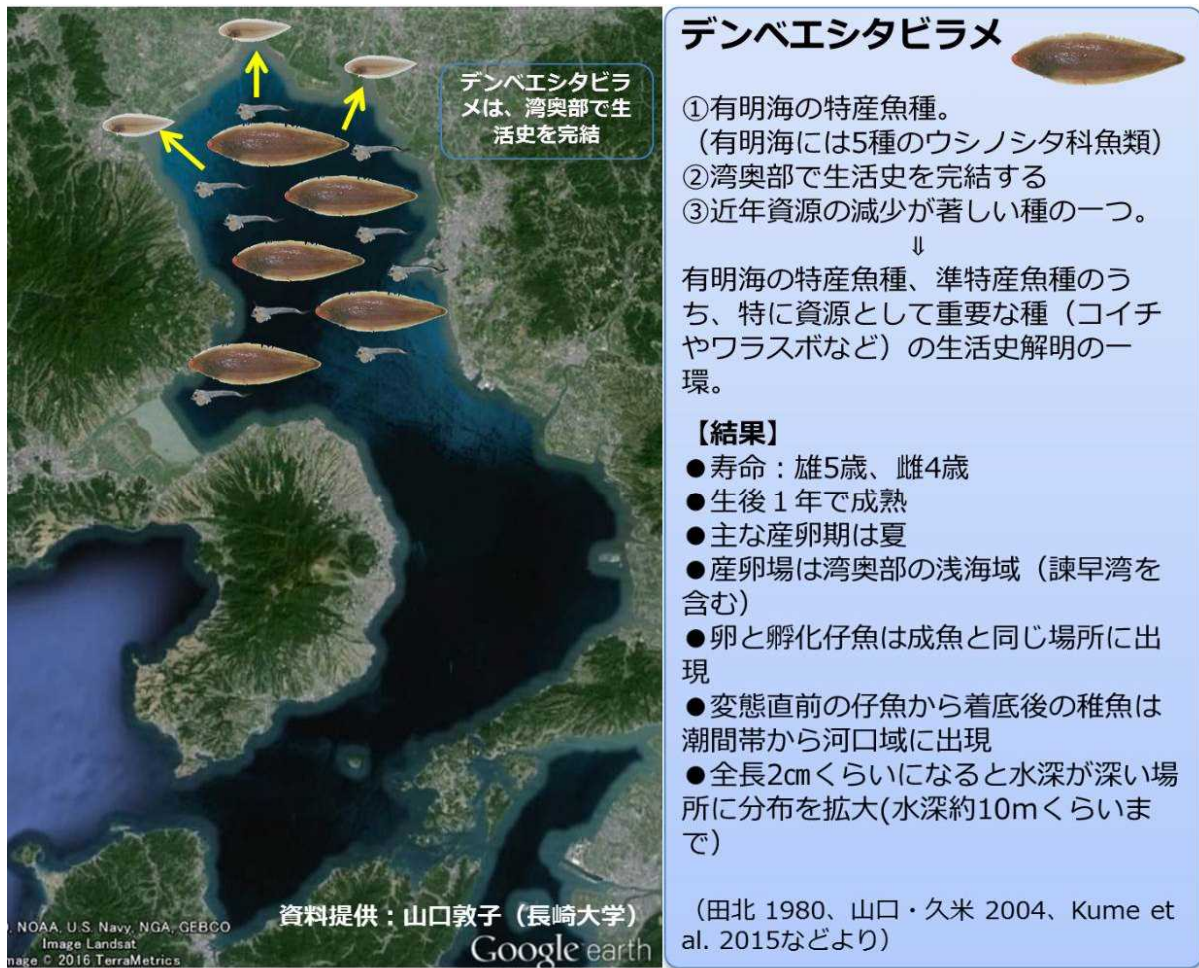 デンベエシタビラ
メは、湾奥部で生
活史を完結
資料提供:山口敦子(長崎大学)
, NOAA, U.S. Navy, NGA, GEBCO
Image Landsat
mage © 2016 TerraMetrics
Google earth
デンベエシタビラメ
①有明海の特産魚種。
(有明海には5種のウシノシタ科魚類)
②湾奥部で生活史を完結する
③近年資源の減少が著しい種の一つ。
⇓
有明海の特産魚種、準特産魚種のう
ち、特に資源として重要な種(コイチ
やワラスボなど)の生活史解明の一
環。
【結果】
●寿命:雄5歳、雌4歳
●生後1年で成熟
●主な産卵期は夏
●産卵場は湾奥部の浅海域(諫早湾を
含む)
●卵と孵化仔魚は成魚と同じ場所に出
現
●変態直前の仔魚から着底後の稚魚は
潮間帯から河口域に出現
●全長2㎝くらいになると水深が深い場
所に分布を拡大(水深約10mくらいま
で)
(田北 1980、山口・久米 2004、Kume et
al. 2015などより)